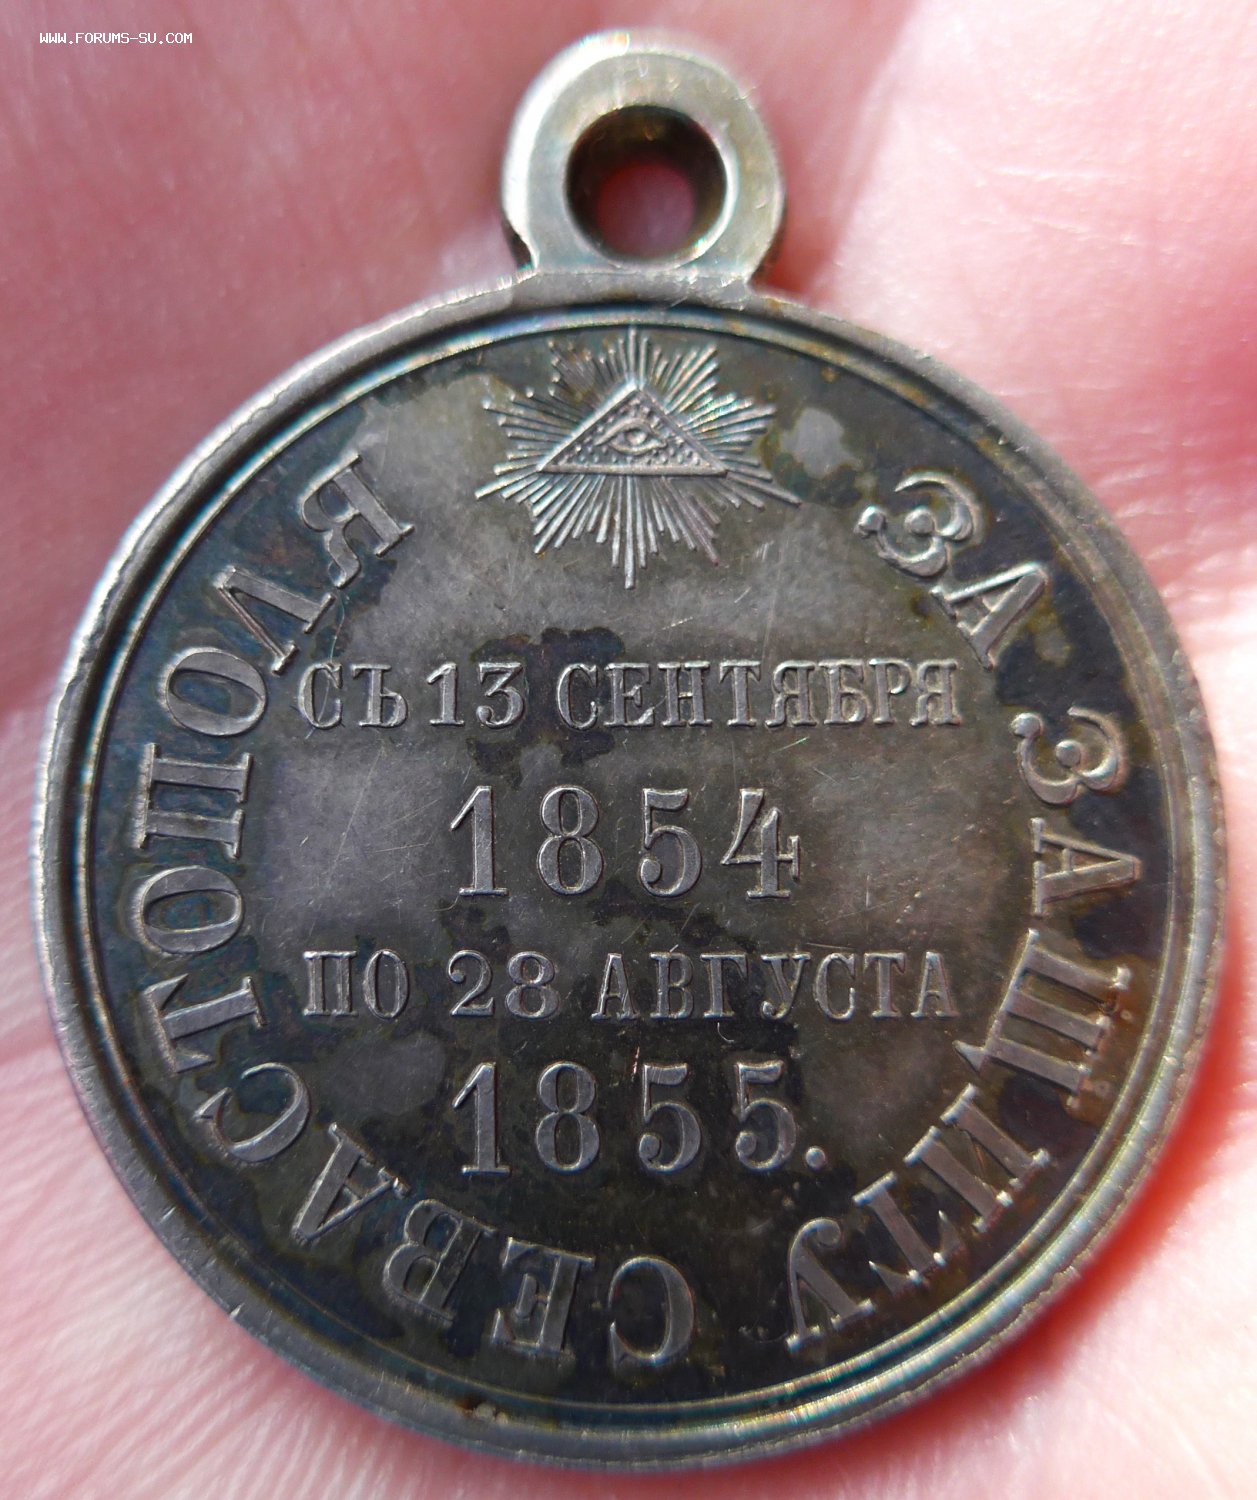 WWW.FORUMS-SU.COM
ЗА ЗАЩИТУ СЕВАСТОПОЛЯ
СЪ 13 СЕНТЯБРЯ
1854
ПО 28 АВГУСТА
1855.